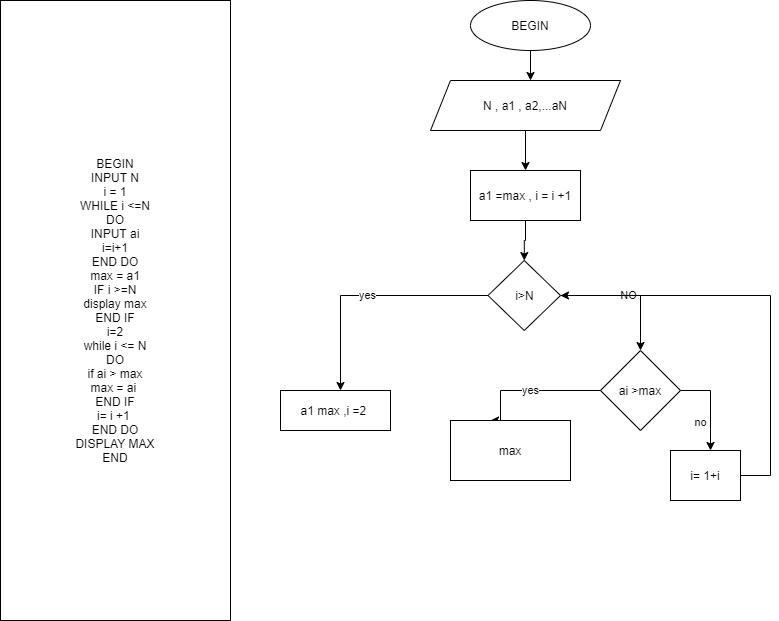 BEGIN
INPUT N
i = 1
WHILE i <=N
DO
INPUT ai
i=i+1
END DO
max = a1
IF i >=N
display max
END IF
i=2
while i <= N
DO
if ai > max
max = ai
END IF
i= i +1
END DO
DISPLAY MAX
END
BEGIN
N , a1 , a2,...aN
a1 =max , i = i +1
i>N
yes
NO
ai >max
a1 max ,i =2
yes
no
max
i= 1+i